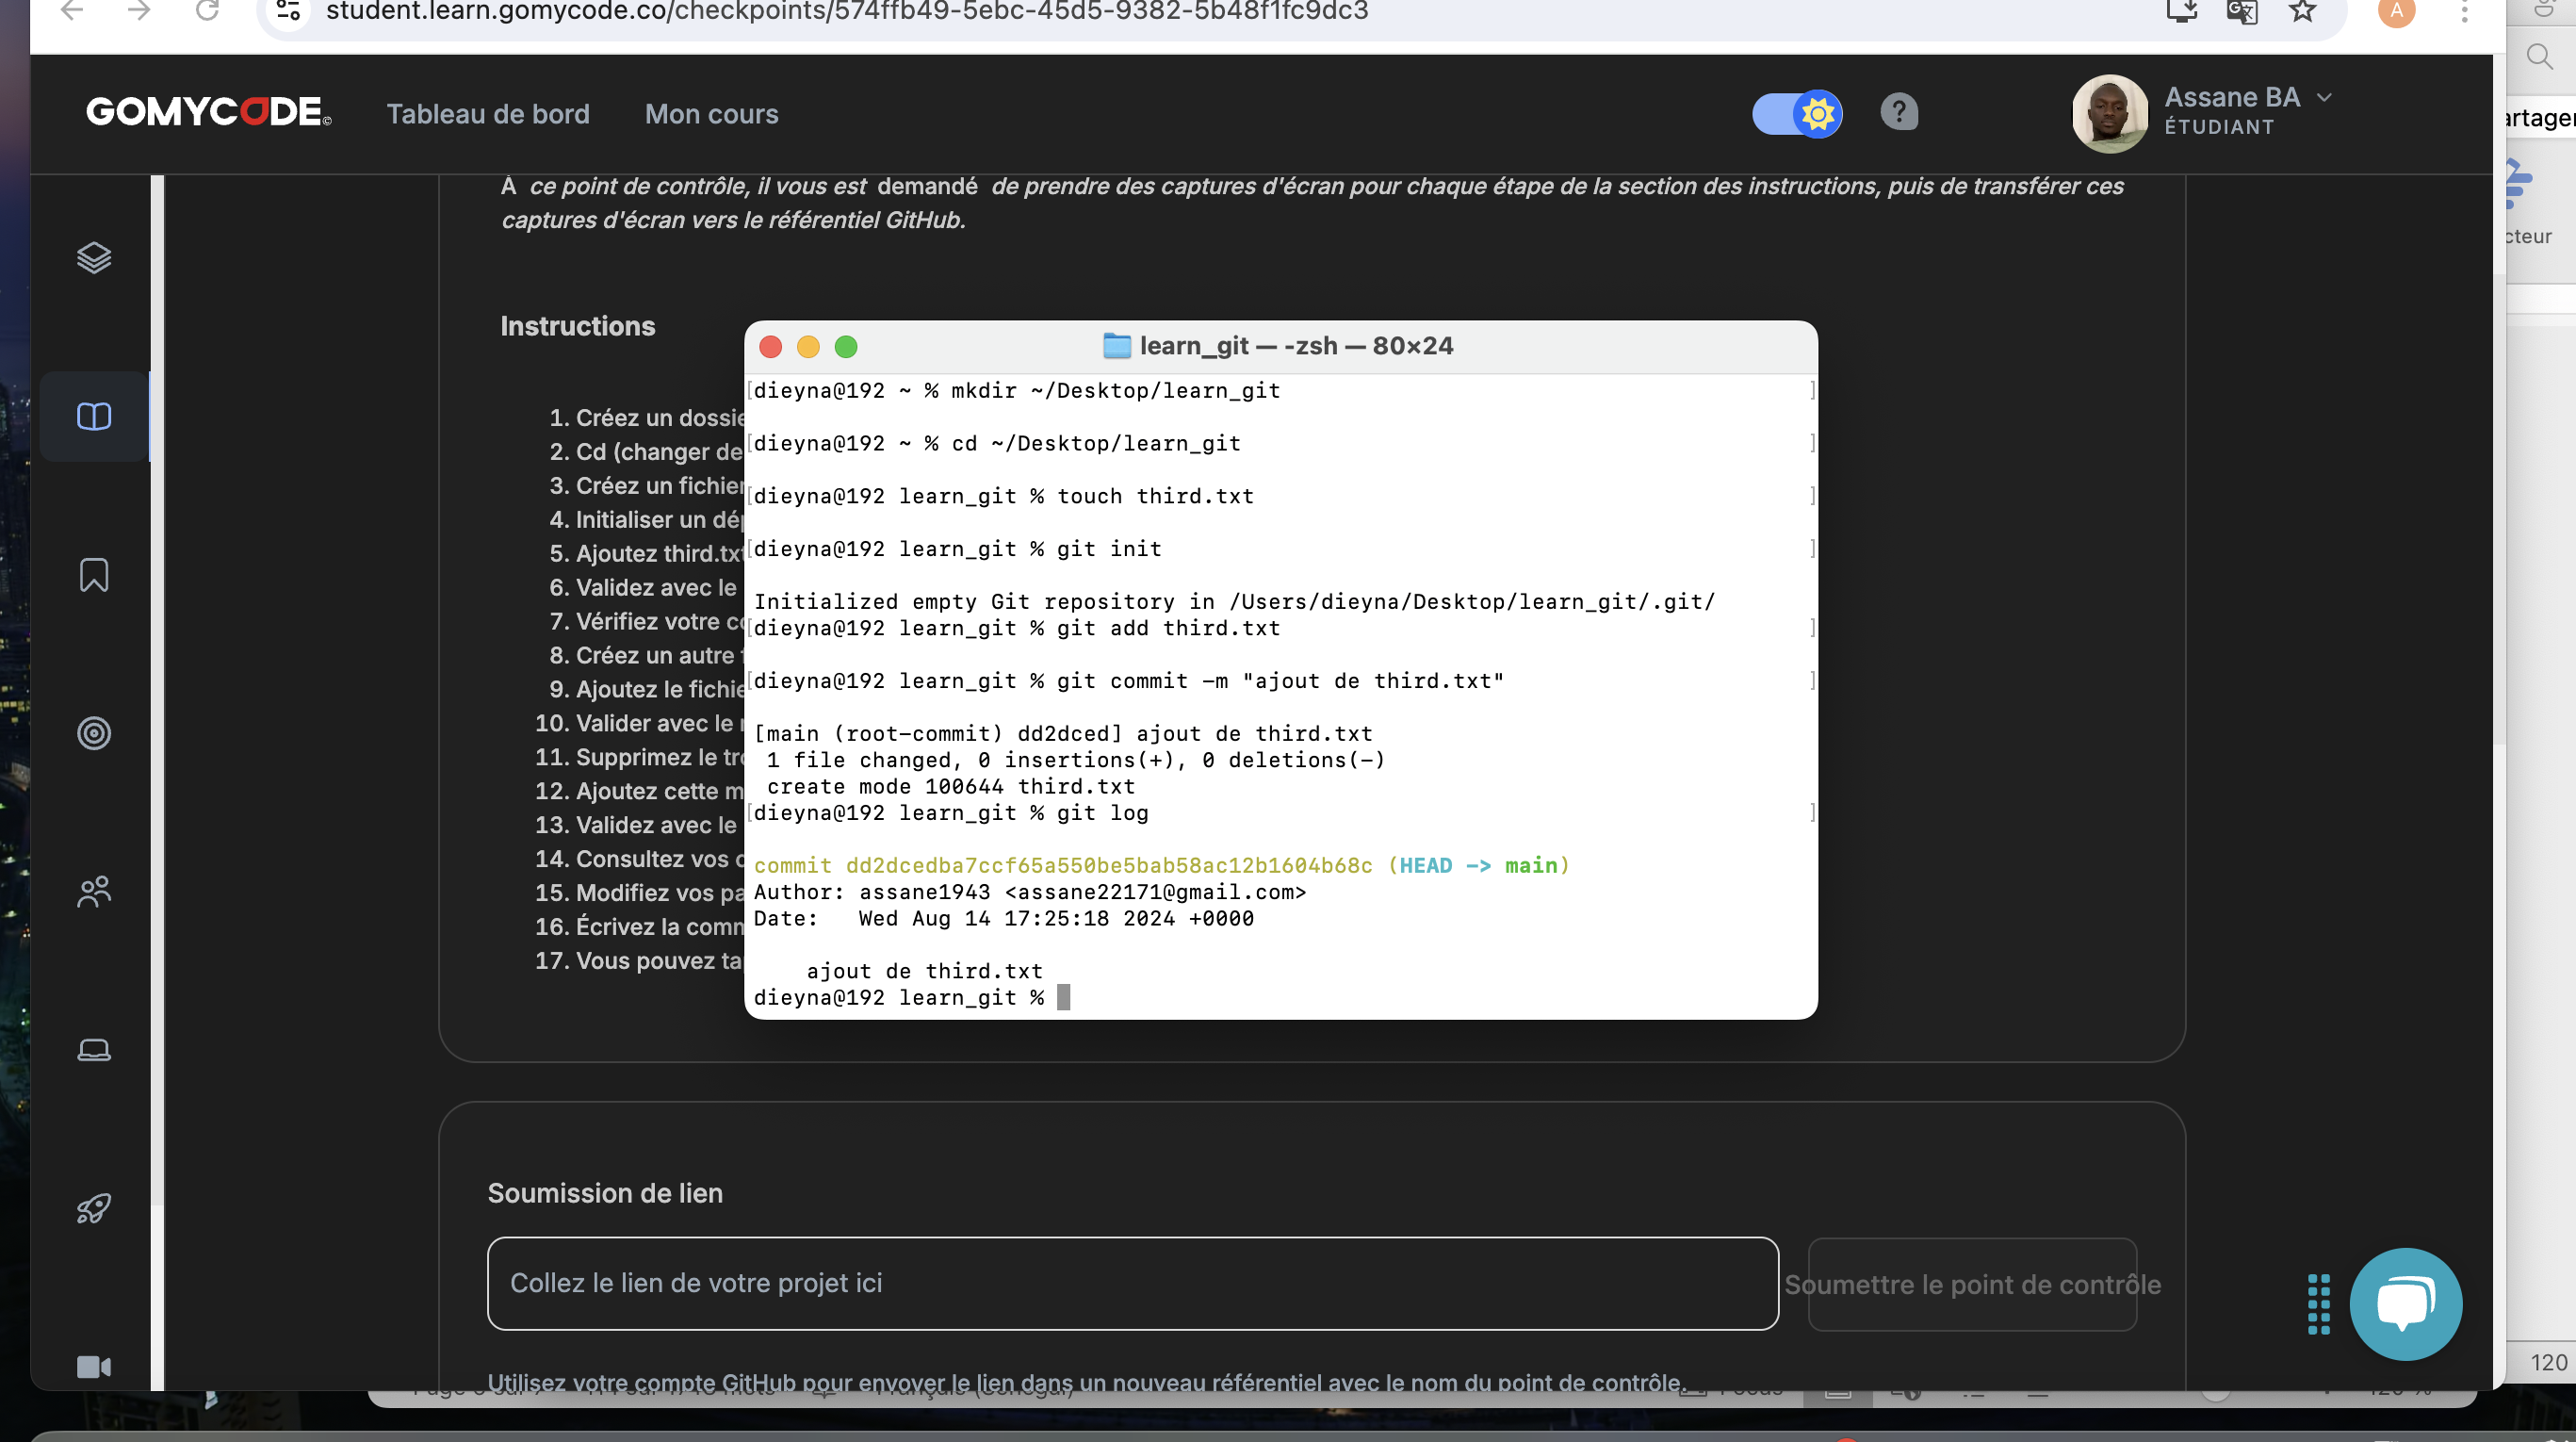 student.learn.gomycode.co/checkpoints/574ffb49-5ebc-45d5-9382-5b48f1fc9dc3
A
GOMYCODE©
Tableau de bord
Mon cours
?
Assane BA
ÉTUDIANT
À ce point de contrôle, il vous est demandé de prendre des captures d'écran pour chaque étape de la section des instructions, puis de transférer ces
captures d'écran vers le référentiel GitHub.
Instructions
1. Créez un
2. Cd (changer de
3. Créez un
4. Initialiser un
5. Ajoutez
6. Validez avec le
7. Vérifiez votre
8. Créez un autre
9. Ajoutez le
10. Valider avec le
11. Supprimez le
12. Ajoutez cette
13. Validez avec le
14. Consultez vos
15. Modifiez vos
16. Écrivez la
17. Vous pouvez
learn_git — -zsh — 80×24
[dieyna@192 ~ % mkdir ~/Desktop/learn_git ]
[dieyna@192 ~ % cd ~/Desktop/learn_git ]
[dieyna@192 learn_git % touch third.txt ]
[dieyna@192 learn_git % git init ]
Initialized empty Git repository in /Users/dieyna/Desktop/learn_git/.git/
[dieyna@192 learn_git % git add third.txt ]
[dieyna@192 learn_git % git commit -m "ajout de third.txt" ]
[main (root-commit) dd2dced] ajout de third.txt
1 file changed, 0 insertions(+), 0 deletions(-)
create mode 100644 third.txt
[dieyna@192 learn_git % git log ]
commit dd2dcedba7ccf65a550be5bab58ac12b1604b68c (HEAD -> main)
Author: assane1943 <assane22171@gmail.com>
Date:   Wed Aug 14 17:25:18 2024 +0000
ajout de third.txt
dieyna@192 learn_git %
Soumission de lien
Collez le lien de votre projet ici
Soumettre le point de contrôle
Utilisez votre compte GitHub pour envoyer le lien dans un nouveau référentiel avec le nom du point de contrôle.
120